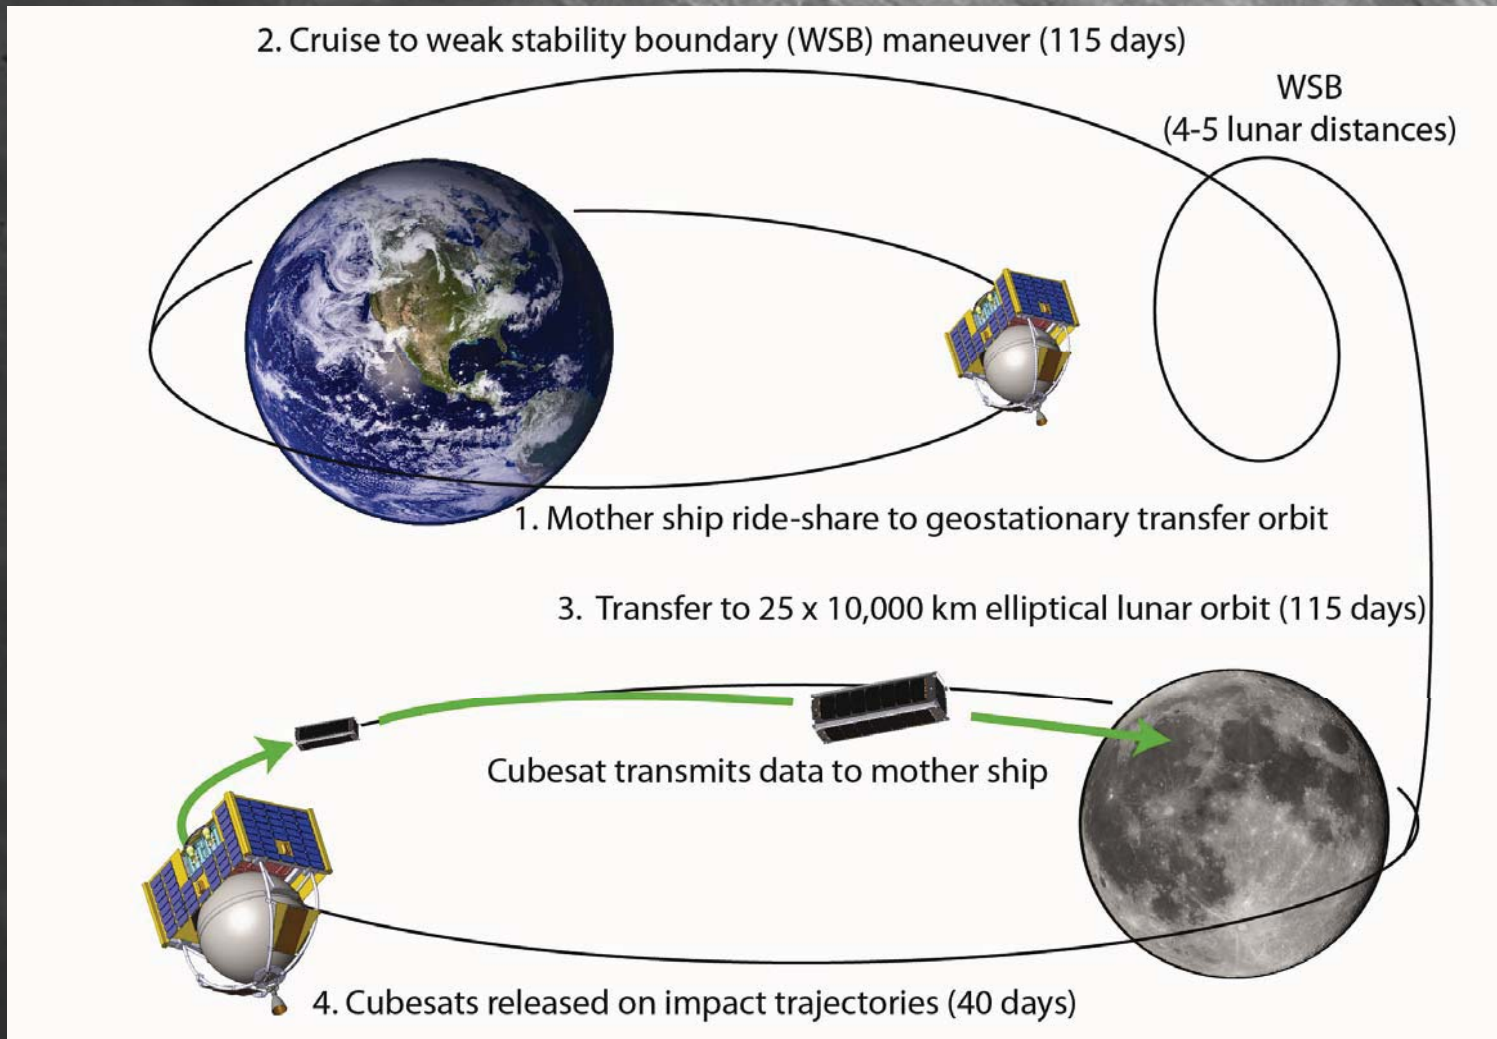 2. Cruise to weak stability boundary (WSB) maneuver (115 days)
WSB
(4-5 lunar distances)
1. Mother ship ride-share to geostationary transfer orbit
3. Transfer to 25 x 10,000 km elliptical lunar orbit (115 days)
Cubesat transmits data to mother ship
4. Cubesats released on impact trajectories (40 days)